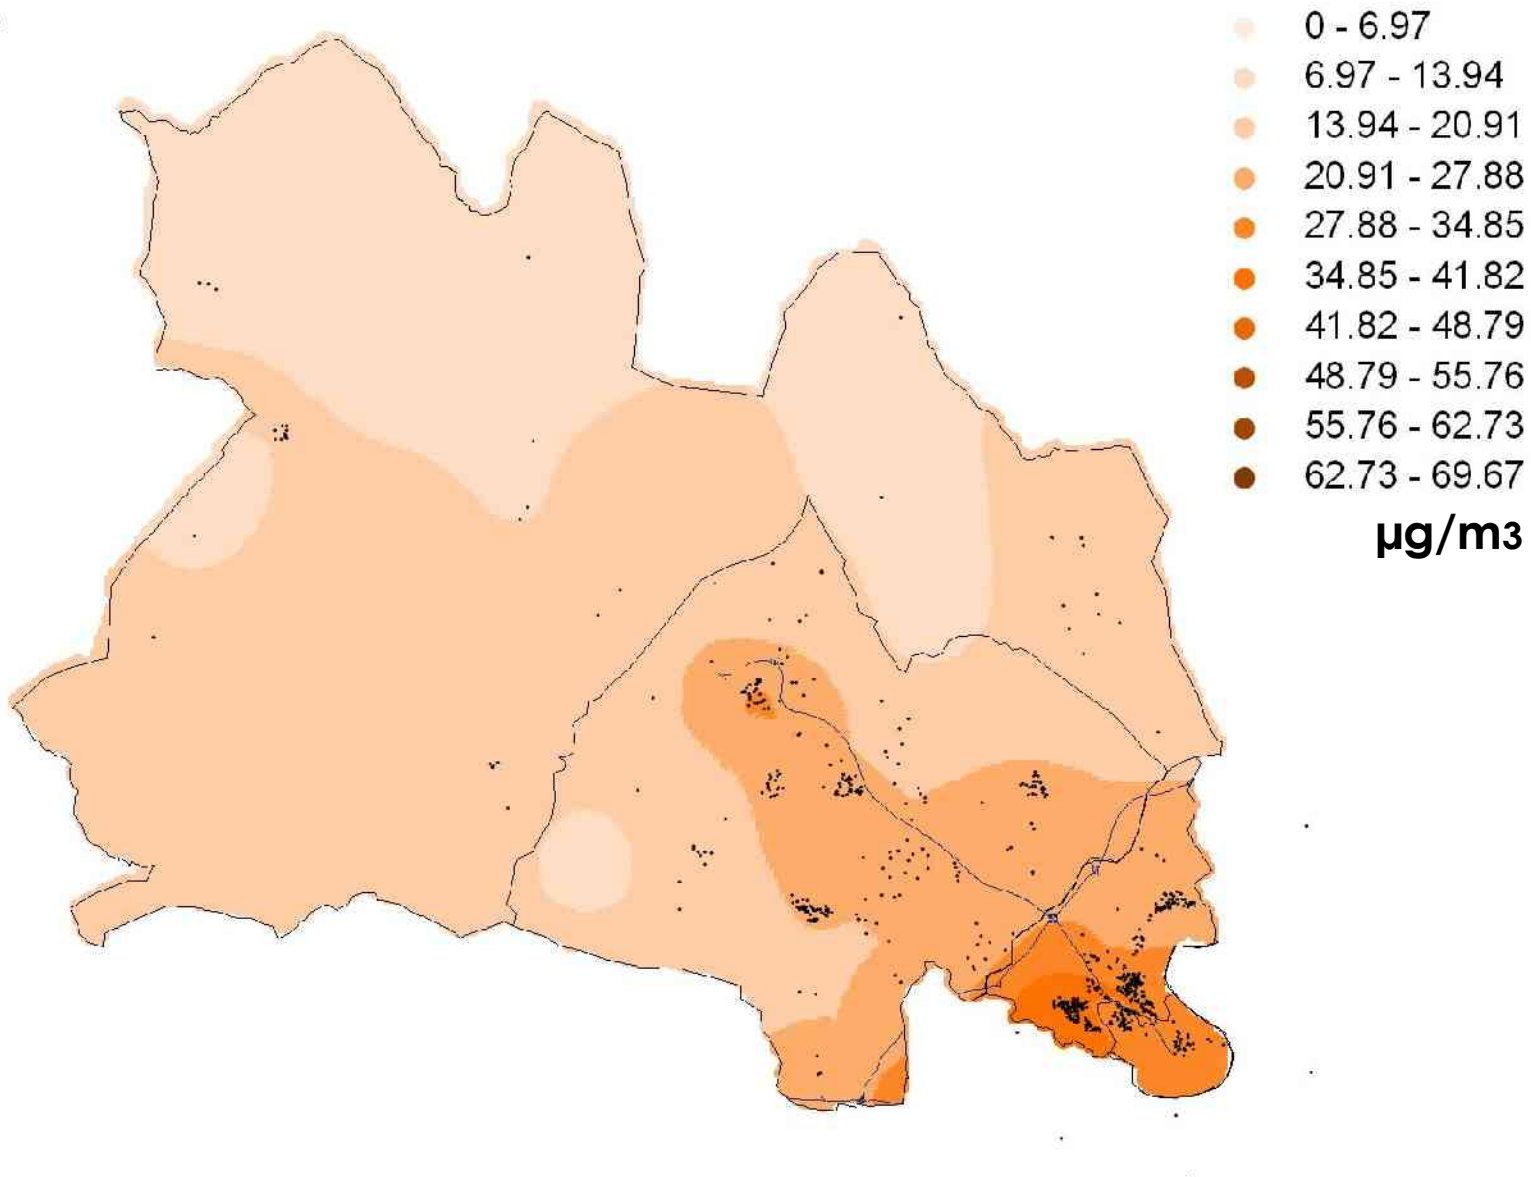 0 - 6.97
6.97 - 13.94
13.94 - 20.91
20.91 - 27.88
27.88 - 34.85
34.85 - 41.82
41.82 - 48.79
48.79 - 55.76
55.76 - 62.73
62.73 - 69.67
µg/m3